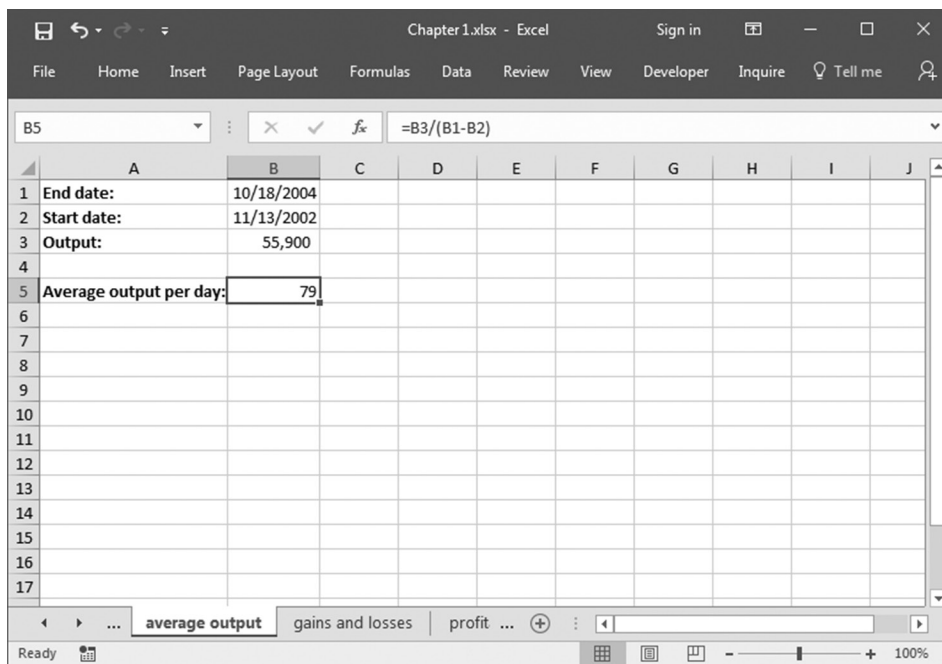 Chapter 1.xlsx - Excel Sign in
File Home Insert Page Layout Formulas Data Review View Developer Inquire Tell me
B5 fx =B3/(B1-B2)
A B C D E F G H I J
1 End date: 10/18/2004
2 Start date: 11/13/2002
3 Output: 55,900
4
5 Average output per day: 79
6
7
8
9
10
11
12
13
14
15
16
17
... average output gains and losses profit ...
Ready 100%